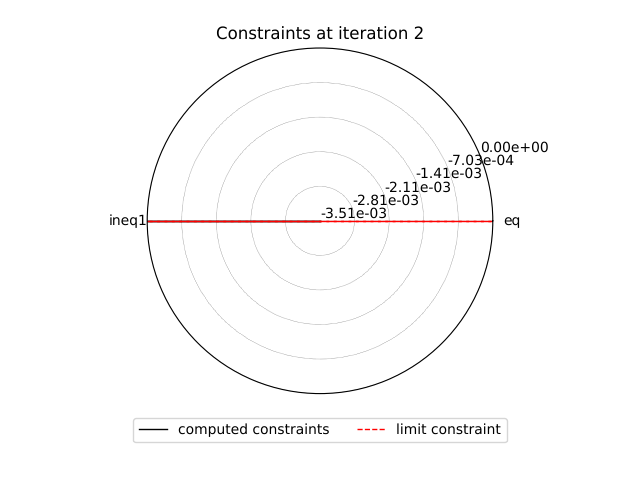 Constraints at iteration 2
0.00e+00
-7.03e-04
-1.41e-03
-2.11e-03
-2.81e-03
-3.51e-03
ineq1
eq
computed constraints
limit constraint